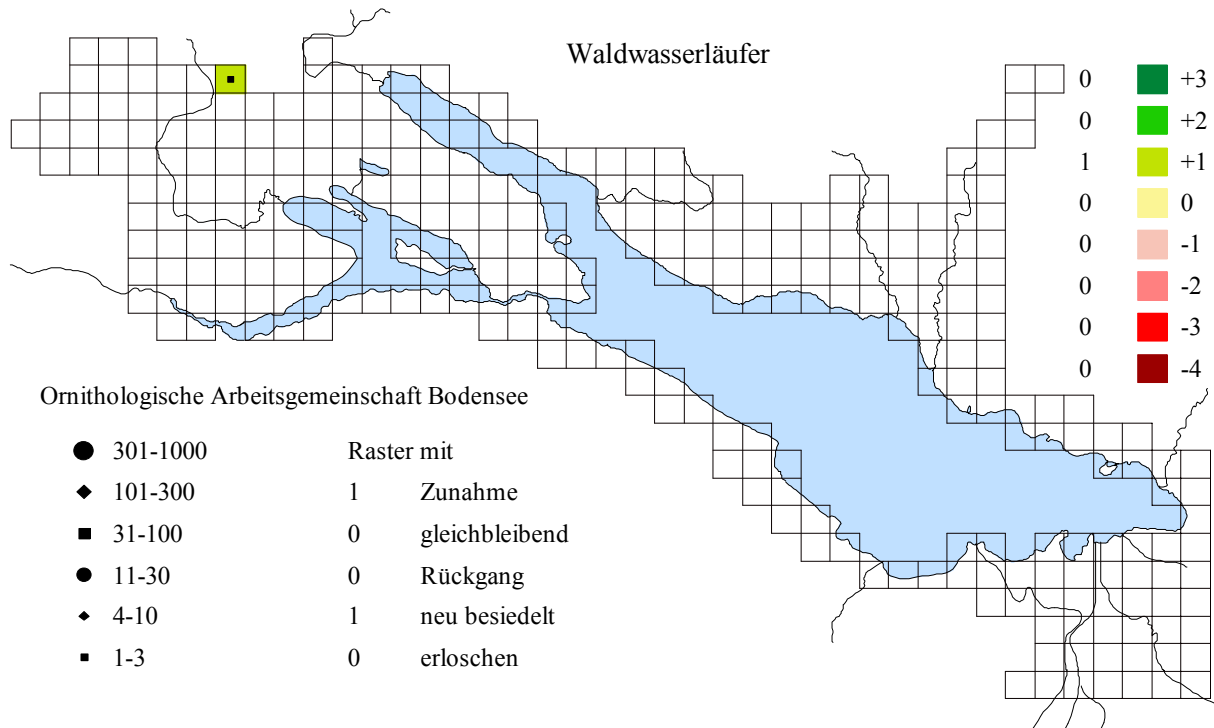 Waldwasserläufer
0 +3
0 +2
1 +1
0 0
0 -1
0 -2
0 -3
0 -4
Ornithologische Arbeitsgemeinschaft Bodensee
301-1000 Raster mit
101-300 1 Zunahme
31-100 0 gleichbleibend
11-30 0 Rückgang
4-10 1 neu besiedelt
1-3 0 erloschen